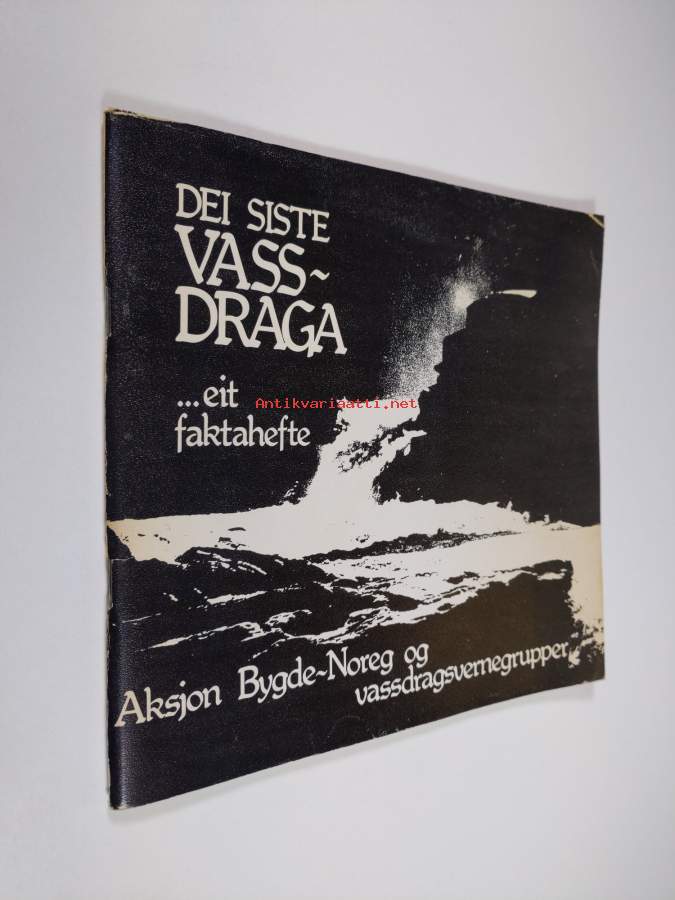 DEI SISTE
VASS~
DRAGA
...eit
faktahefte
Antikvariaatti.net
Aksjon Bygde~Noreg og
vassdragsvernegrupper